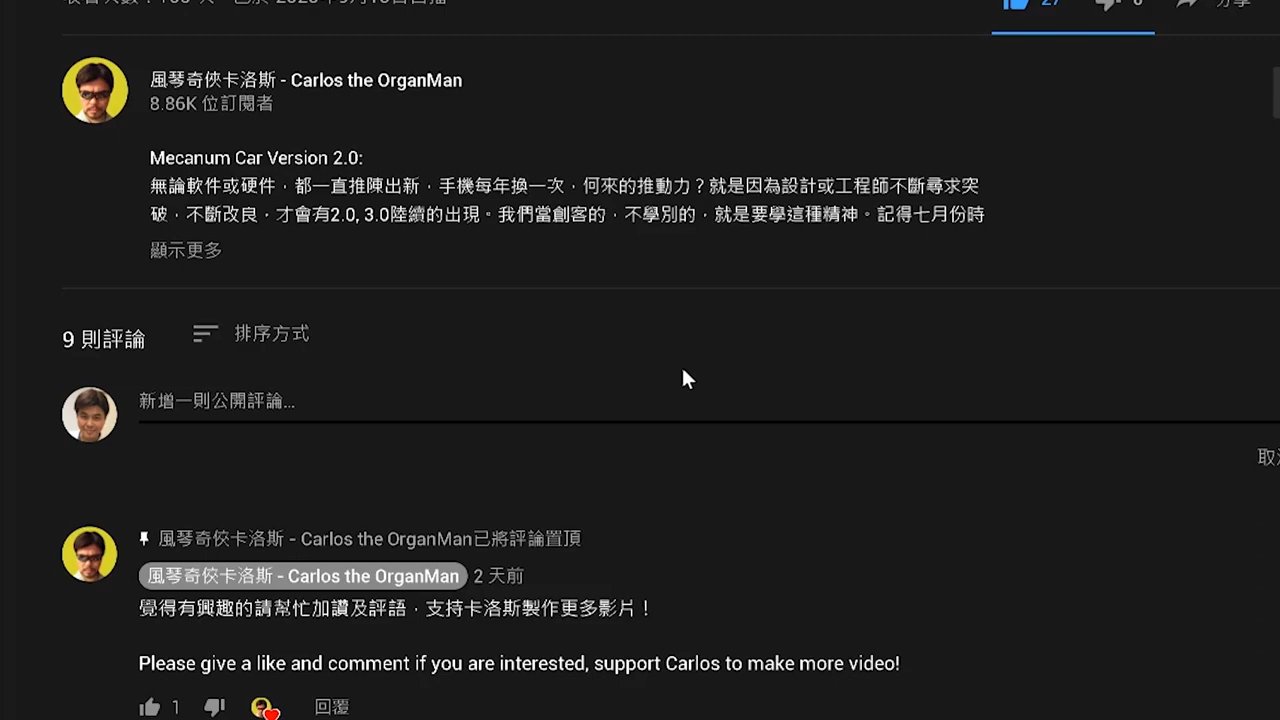 27
分享
風琴奇俠卡洛斯 - Carlos the OrganMan
8.86K 位訂閱者
Mecanum Car Version 2.0:
無論軟件或硬件，都一直推陳出新，手機每年換一次，何來的推動力？就是因為設計或工程師不斷尋求突
破，不斷改良，才會有2.0, 3.0陸續的出現。我們當創客的，不學別的，就是要學這種精神。記得七月份時
顯示更多
9 則評論
排序方式
新增一則公開評論...
風琴奇俠卡洛斯 - Carlos the OrganMan已將評論置頂
風琴奇俠卡洛斯 - Carlos the OrganMan 2 天前
覺得有興趣的請幫忙加讚及評語，支持卡洛斯製作更多影片！
Please give a like and comment if you are interested, support Carlos to make more video!
1
回覆